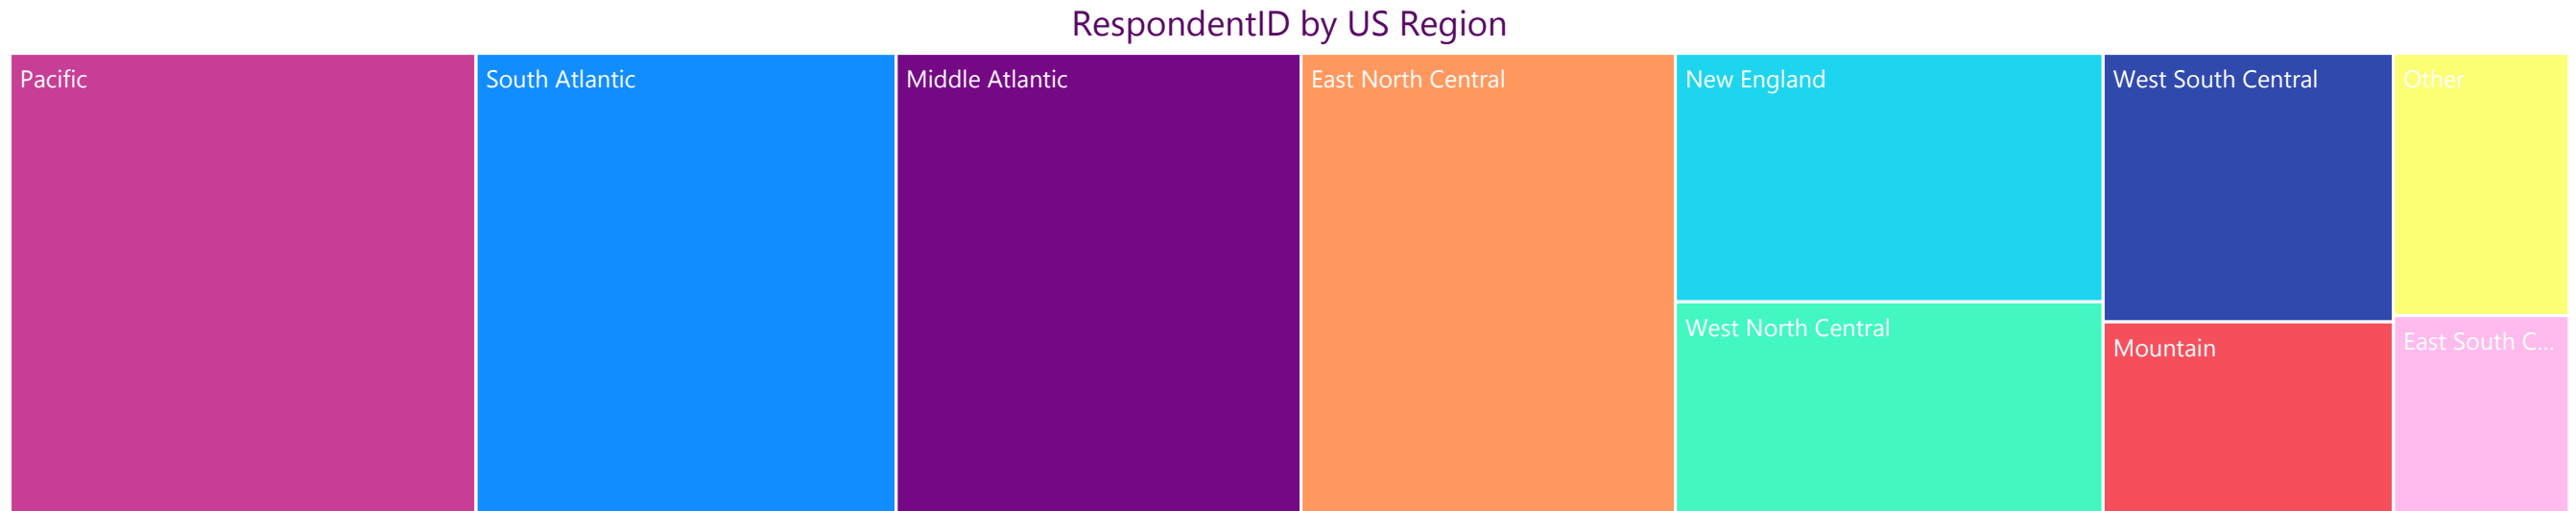 RespondentID by US Region
Pacific
South Atlantic
Middle Atlantic
East North Central
New England
West South Central
Other
West North Central
East South C...
Mountain